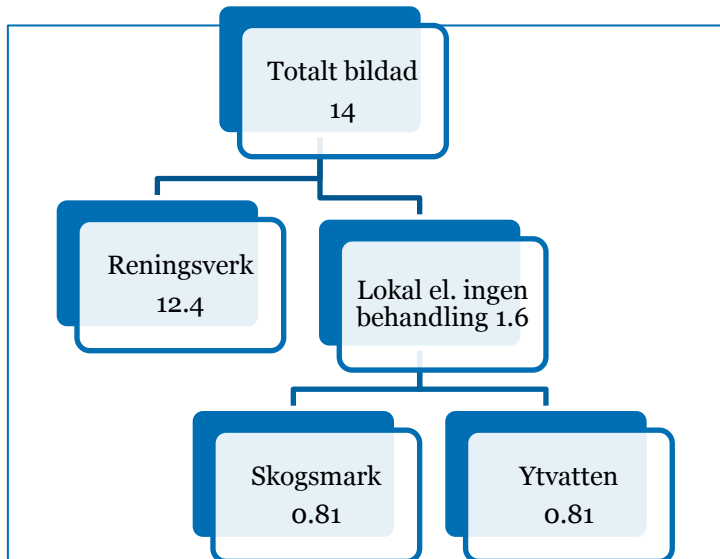 Totalt bildad
14
Reningsverk
12.4
Lokal el. ingen
behandling 1.6
Skogsmark
0.81
Ytvatten
0.81